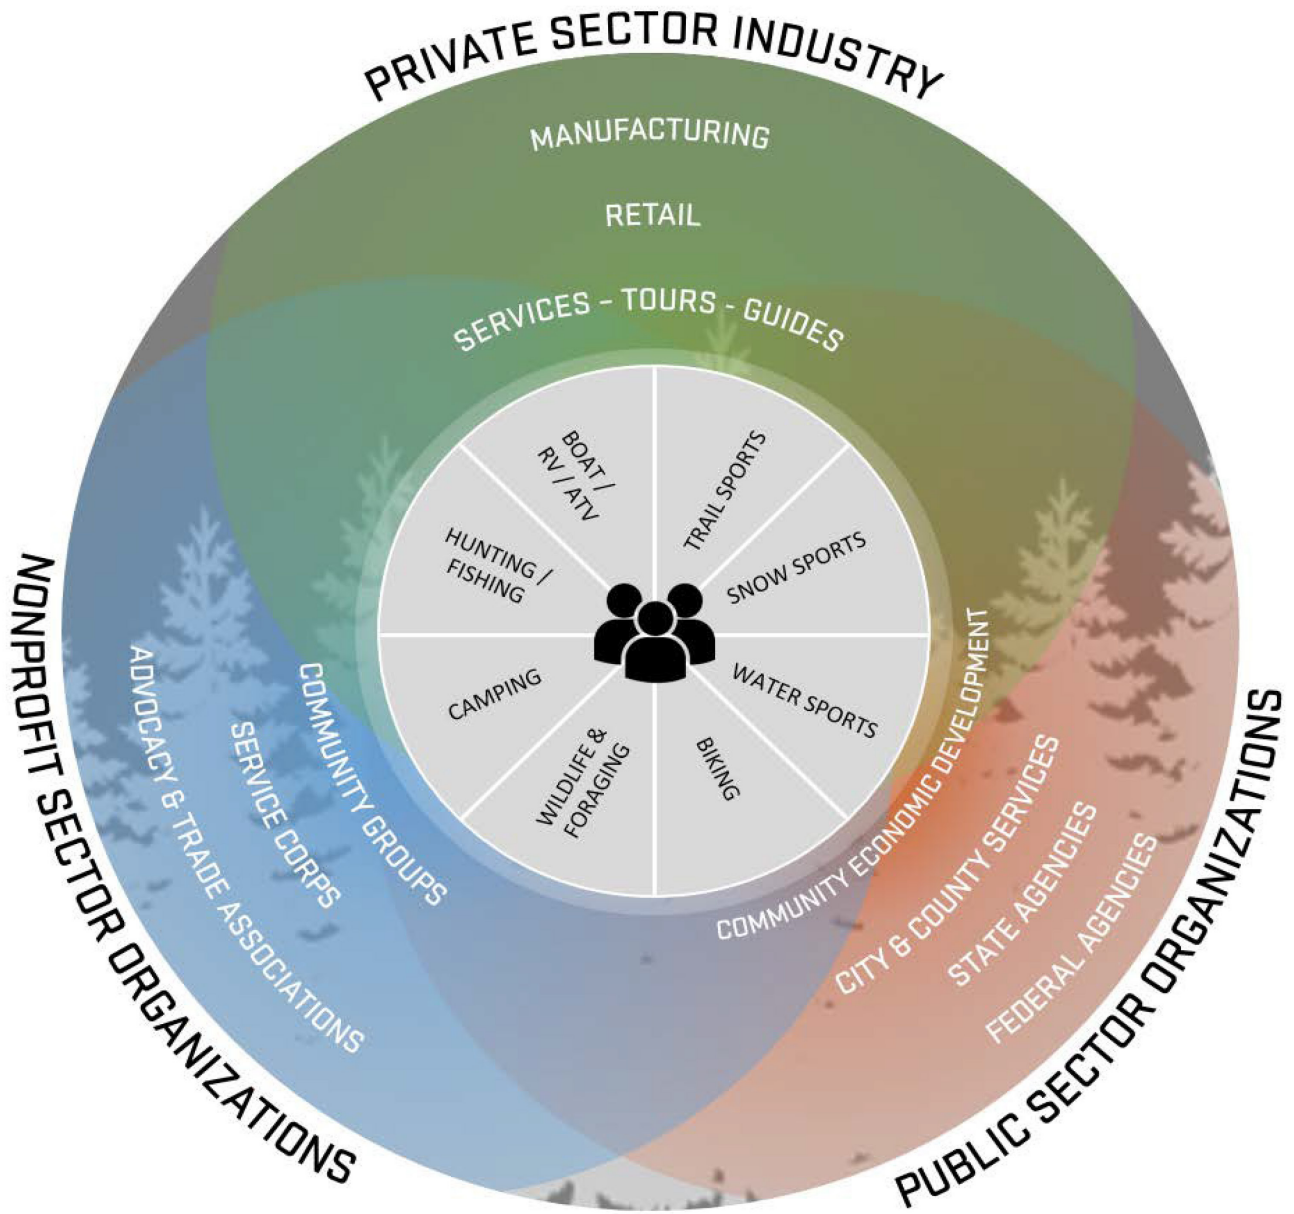 PRIVATE SECTOR INDUSTRY
MANUFACTURING
RETAIL
SERVICES – TOURS - GUIDES
BOAT /
RV / ATV
TRAIL SPORTS
HUNTING /
FISHING
SNOW SPORTS
CAMPING
WATER SPORTS
WILDLIFE &
FORAGING
BIKING
NONPROFIT SECTOR ORGANIZATIONS
ADVOCACY & TRADE ASSOCIATIONS
SERVICE CORPS
COMMUNITY GROUPS
COMMUNITY ECONOMIC DEVELOPMENT
CITY & COUNTY SERVICES
STATE AGENCIES
FEDERAL AGENCIES
PUBLIC SECTOR ORGANIZATIONS